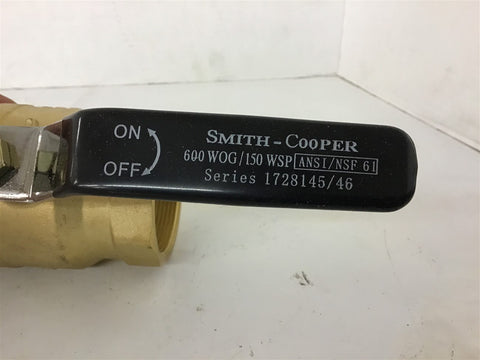 ON
OFF
SMITH-COOPER
600 WOG/150 WSP ANSI/NSF 61
Series 1728145/46